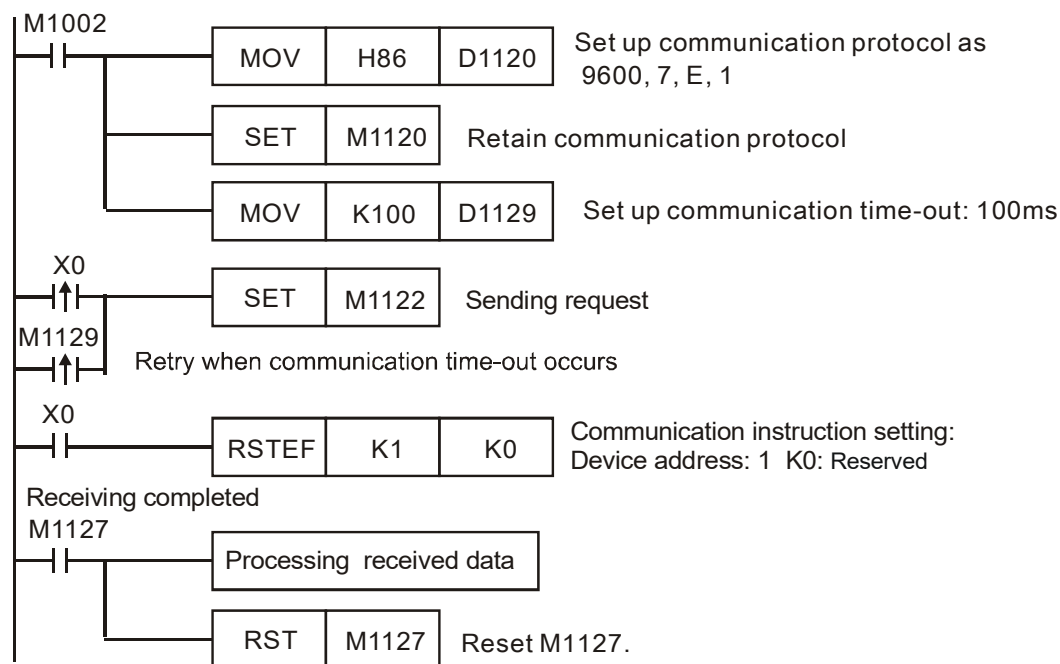 M1002
MOV H86 D1120 Set up communication protocol as
9600, 7, E, 1
SET M1120 Retain communication protocol
MOV K100 D1129 Set up communication time-out: 100ms
X0
SET M1122 Sending request
M1129
Retry when communication time-out occurs
X0
RSTEF K1 K0 Communication instruction setting:
Device address: 1 K0: Reserved
Receiving completed
M1127
Processing received data
RST M1127 Reset M1127.